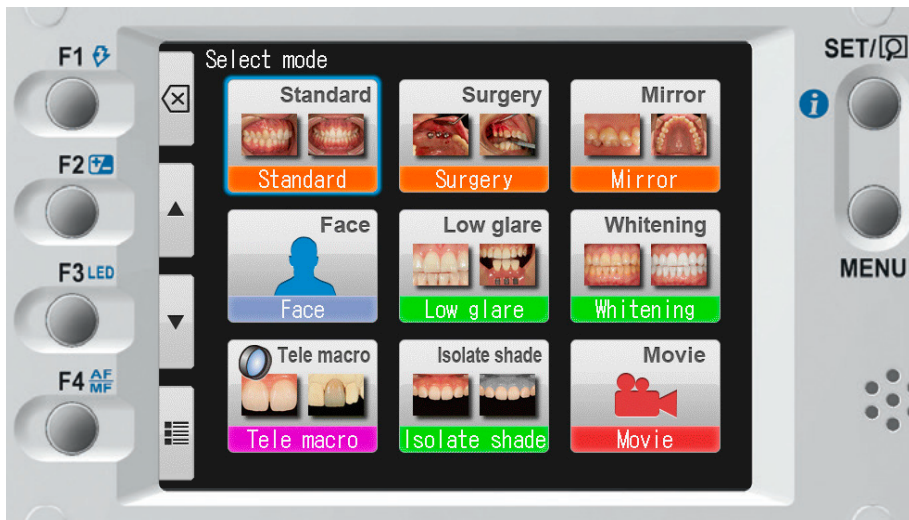 F1
F2
F3 LED
F4 AF
MF
Select mode
Standard
Standard
Surgery
Surgery
Mirror
Mirror
Face
Face
Low glare
Low glare
Whitening
Whitening
Tele macro
Tele macro
Isolate shade
Isolate shade
Movie
Movie
SET/
i
MENU